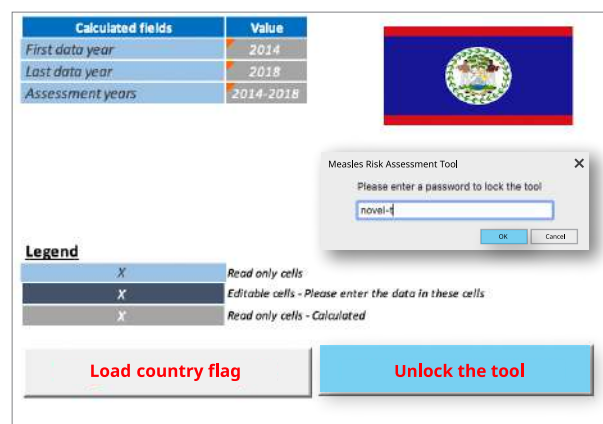 Calculated fields Value
First data year 2014
Last data year 2018
Assessment years 2014-2018
Measles Risk Assessment Tool
Please enter a password to lock the tool
novel-t
OK Cancel
Legend
X Read only cells
X Editable cells - Please enter the data in these cells
X Read only cells - Calculated
Load country flag Unlock the tool